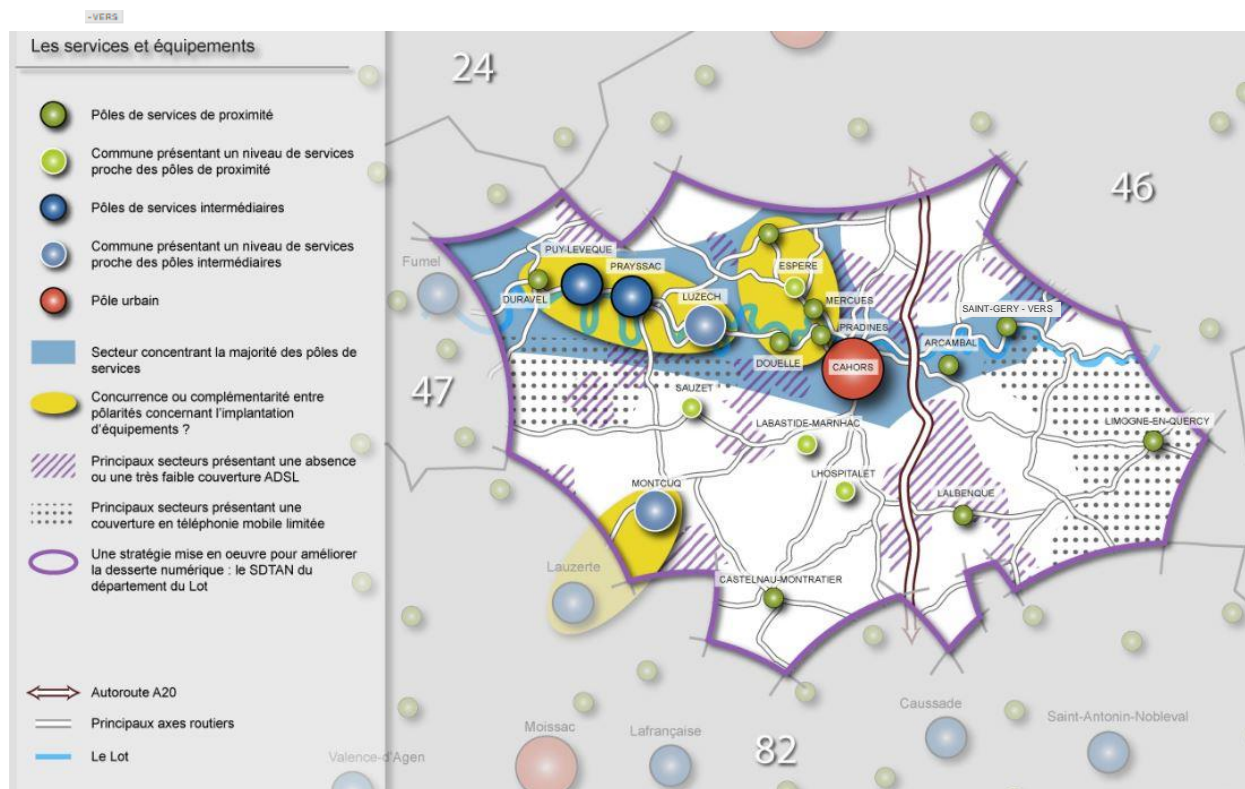 -VERS
Les services et équipements
Pôles de services de proximité
Commune présentant un niveau de services
proche des pôles de proximité
Pôles de services intermédiaires
Commune présentant un niveau de services
proche des pôles intermédiaires
Pôle urbain
Secteur concentrant la majorité des pôles de
services
Concurrence ou complémentarité entre
pôlarités concernant l'implantation
d'équipements ?
Principaux secteurs présentant une absence
ou une très faible couverture ADSL
Principaux secteurs présentant une
couverture en téléphonie mobile limitée
Une stratégie mise en oeuvre pour améliorer
la desserte numérique : le SDTAN du
département du Lot
Autoroute A20
Principaux axes routiers
Le Lot
24
46
47
82
Fumel
PUY-LEVEQUE
PRAYSSAC
DURAVEL
LUZECH
ESPERE
MERCUES
PRADINES
DOUELLE
CAHORS
SAINT-GERY - VERS
ARCAMBAL
SAUZET
LABASTIDE-MARNHAC
LIMOGNE-EN-QUERCY
LHOSPITALET
MONTCUQ
LALBENQUE
Lauzerte
CASTELNAU-MONTRATIER
Caussade
Saint-Antonin-Nobleval
Moissac
Lafrançaise
Valence-d'Agen